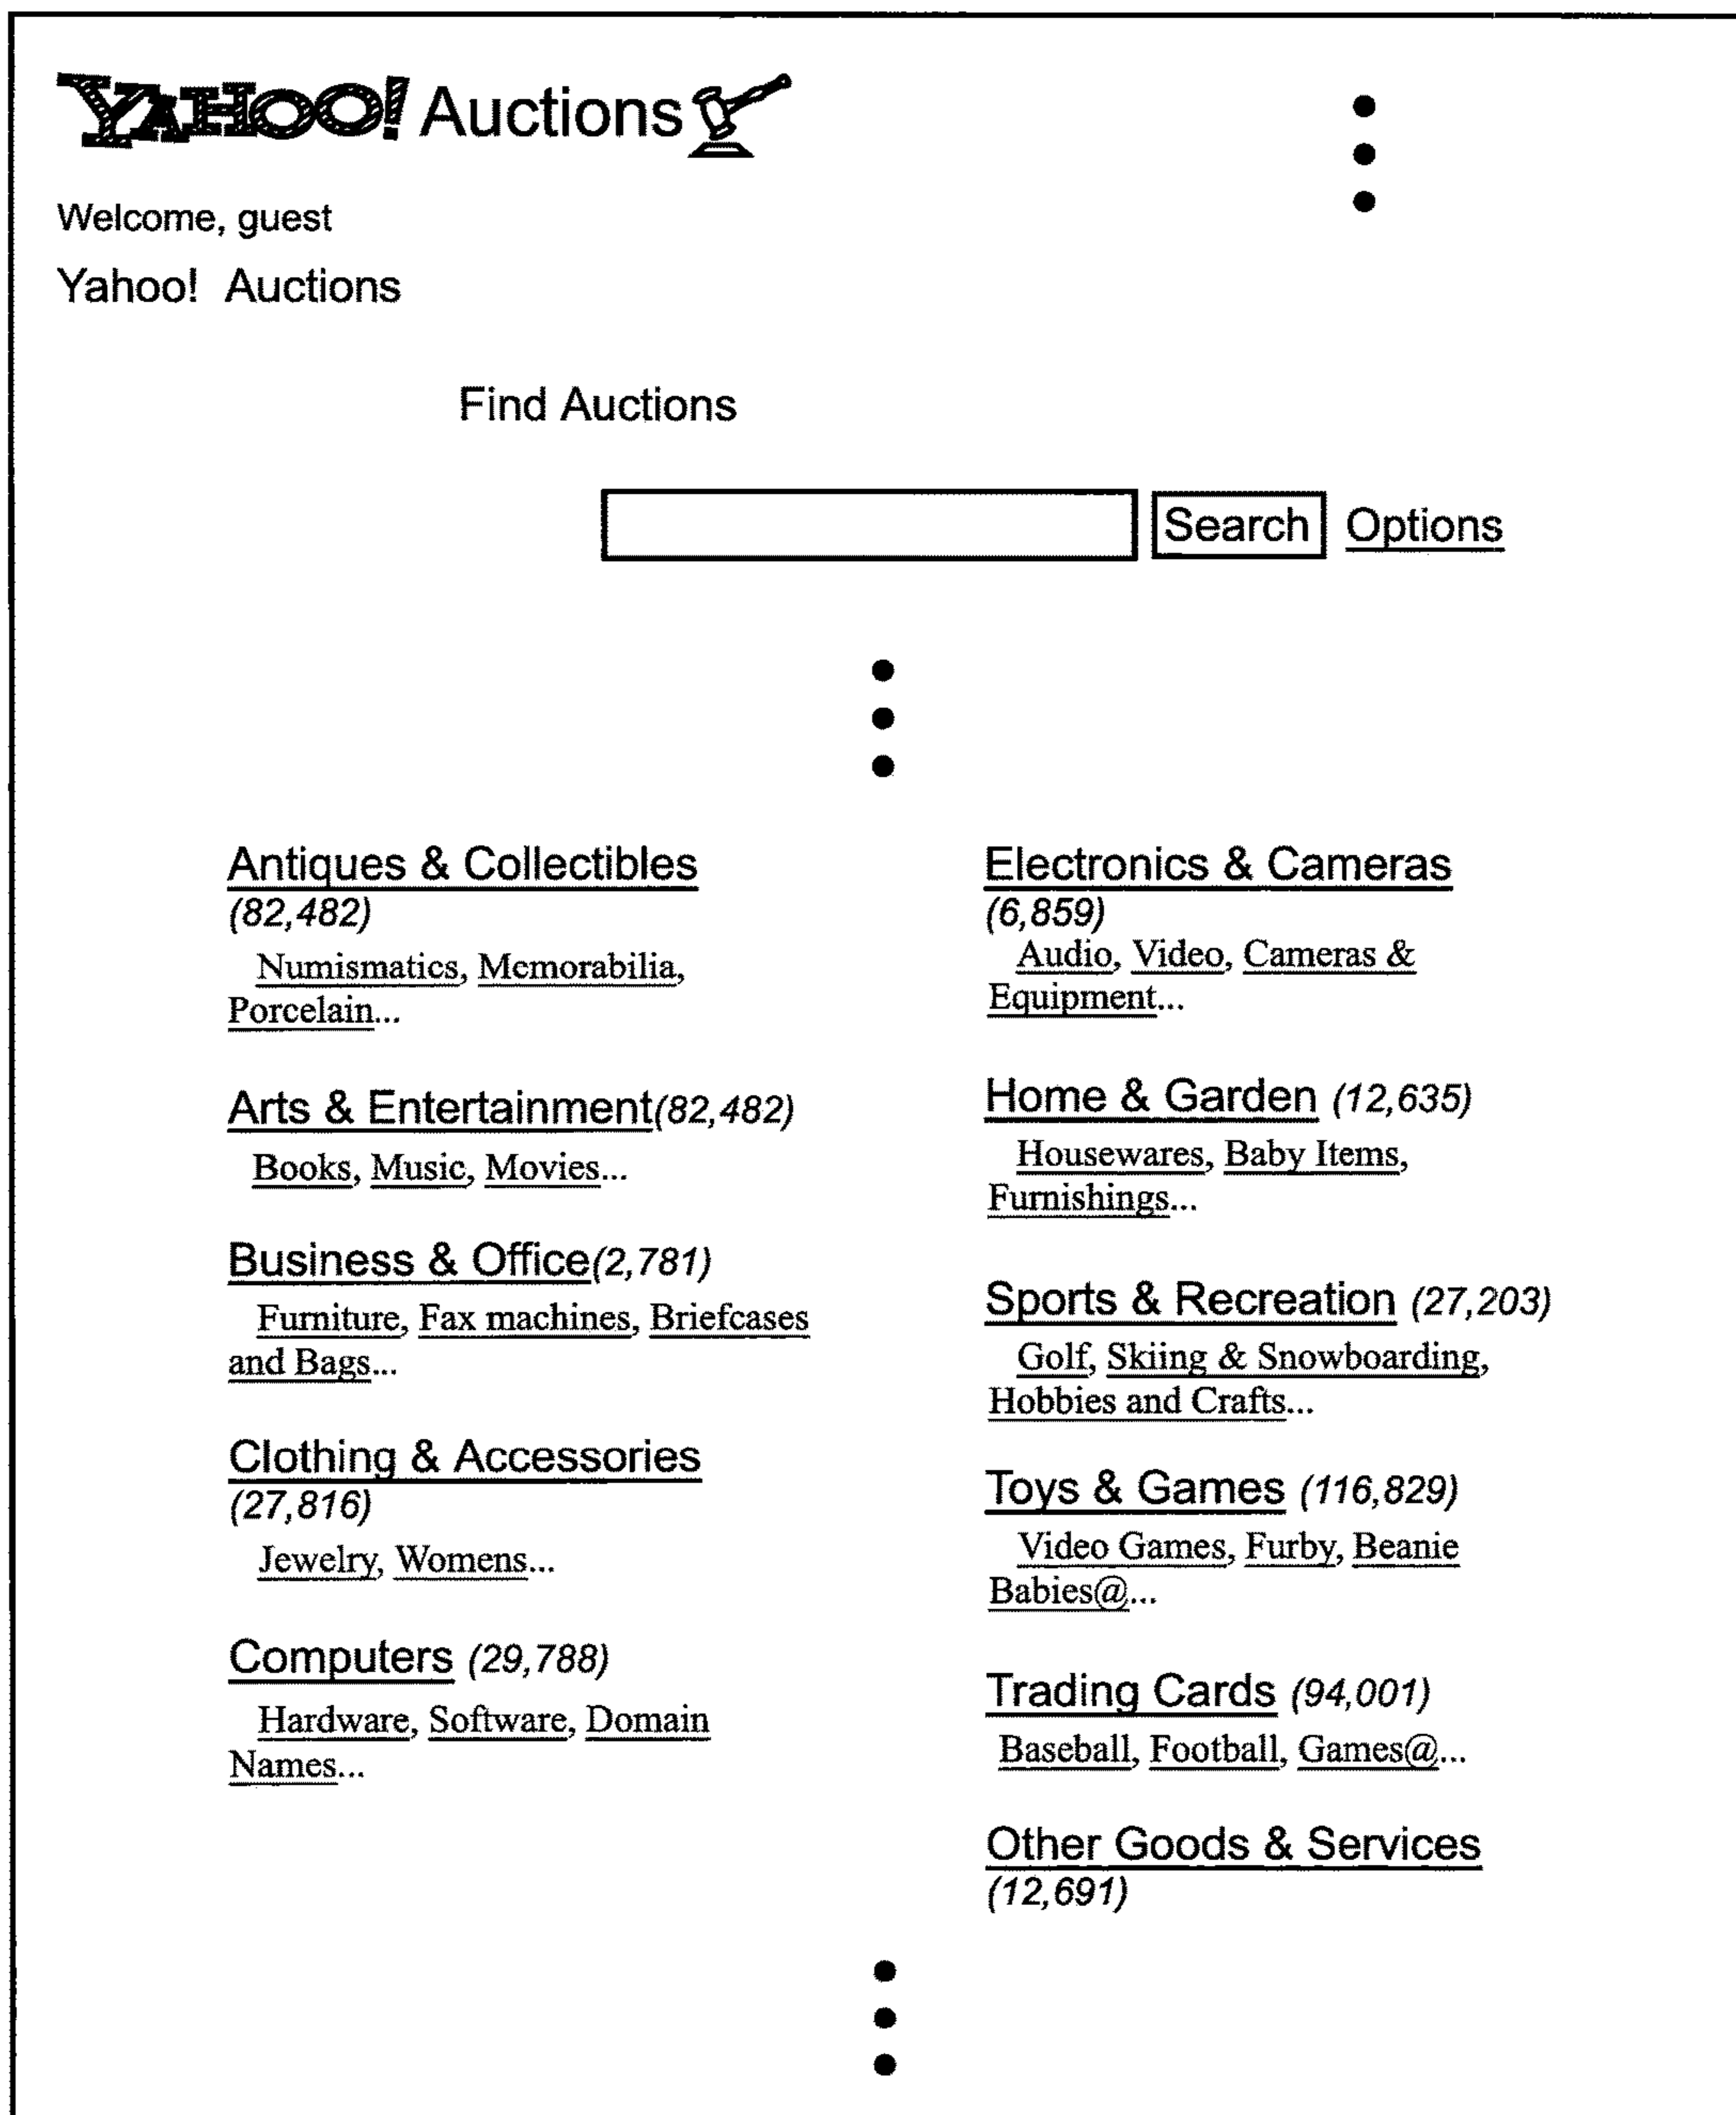 YAHOO! Auctions
Welcome, guest
Yahoo! Auctions
Find Auctions
Search Options
Antiques & Collectibles
(82,482)
Numismatics, Memorabilia,
Porcelain...
Arts & Entertainment(82,482)
Books, Music, Movies...
Business & Office(2,781)
Furniture, Fax machines, Briefcases
and Bags...
Clothing & Accessories
(27,816)
Jewelry, Womens...
Computers (29,788)
Hardware, Software, Domain
Names...
Electronics & Cameras
(6,859)
Audio, Video, Cameras &
Equipment...
Home & Garden (12,635)
Housewares, Baby Items,
Furnishings...
Sports & Recreation (27,203)
Golf, Skiing & Snowboarding,
Hobbies and Crafts...
Toys & Games (116,829)
Video Games, Furby, Beanie
Babies@...
Trading Cards (94,001)
Baseball, Football, Games@...
Other Goods & Services
(12,691)